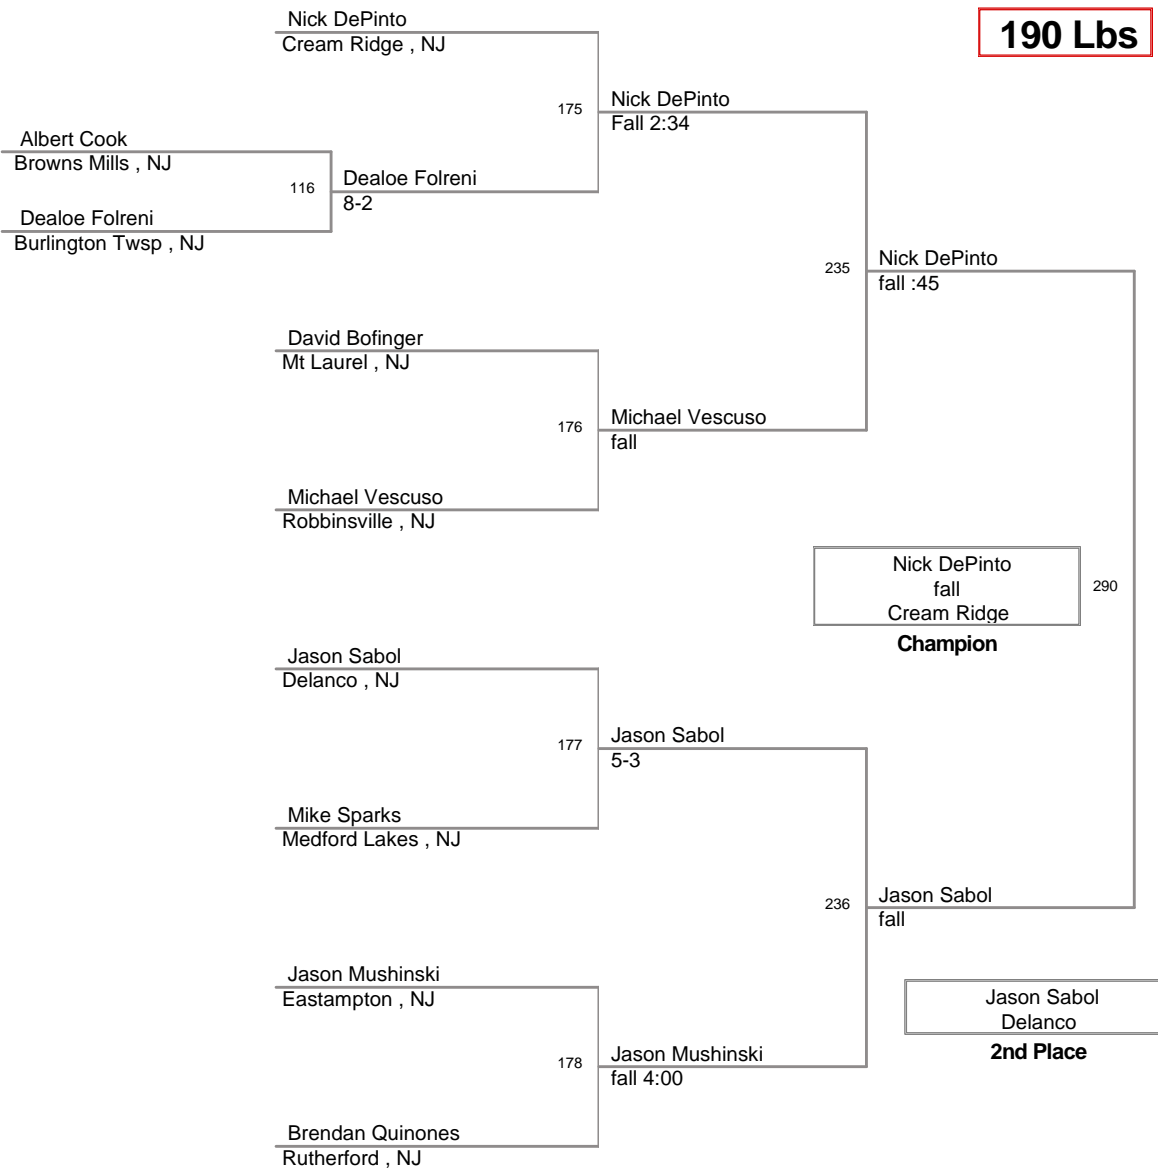 Nick DePinto
Cream Ridge , NJ
190 Lbs
175
Nick DePinto
Fall 2:34
Albert Cook
Browns Mills , NJ
116
Dealoe Folreni
8-2
Dealoe Folreni
Burlington Twsp , NJ
235
Nick DePinto
fall :45
David Bofinger
Mt Laurel , NJ
176
Michael Vescuso
fall
Michael Vescuso
Robbinsville , NJ
Nick DePinto
fall
Cream Ridge
290
Champion
Jason Sabol
Delanco , NJ
177
Jason Sabol
5-3
Mike Sparks
Medford Lakes , NJ
236
Jason Sabol
fall
Jason Mushinski
Eastampton , NJ
Jason Sabol
Delanco
2nd Place
178
Jason Mushinski
fall 4:00
Brendan Quinones
Rutherford , NJ